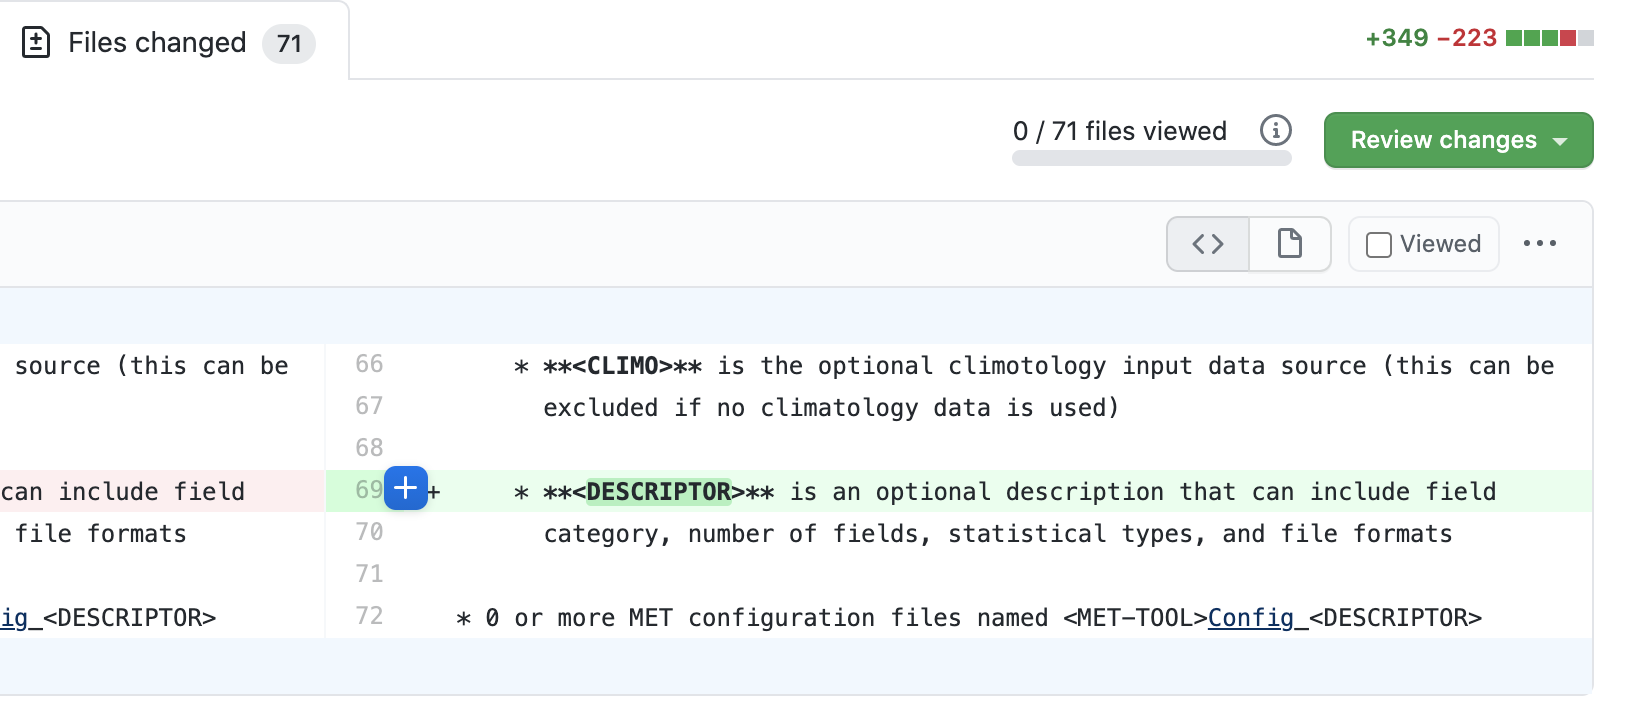 Files changed 71
+349 −223
0 / 71 files viewed
Review changes
Viewed
source (this can be
66 * **<CLIMO>** is the optional climotology input data source (this can be
67 excluded if no climatology data is used)
68
can include field
69 + * **<DESCRIPTOR>** is an optional description that can include field
file formats
70 category, number of fields, statistical types, and file formats
71
ig_<DESCRIPTOR>
72 * 0 or more MET configuration files named <MET-TOOL>Config_<DESCRIPTOR>